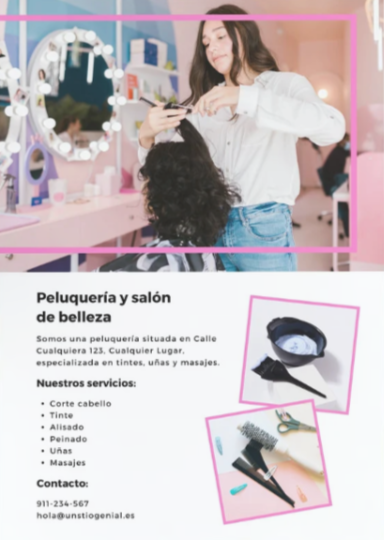 Peluquería y salón
de belleza
Somos una peluquería situada en Calle
Cualquiera 123, Cualquier Lugar,
especializada en tintes, uñas y masajes.
Nuestros servicios:
• Corte cabello
• Tinte
• Alisado
• Peinado
• Uñas
• Masajes
Contacto:
911-234-567
hola@unstiogenial.es